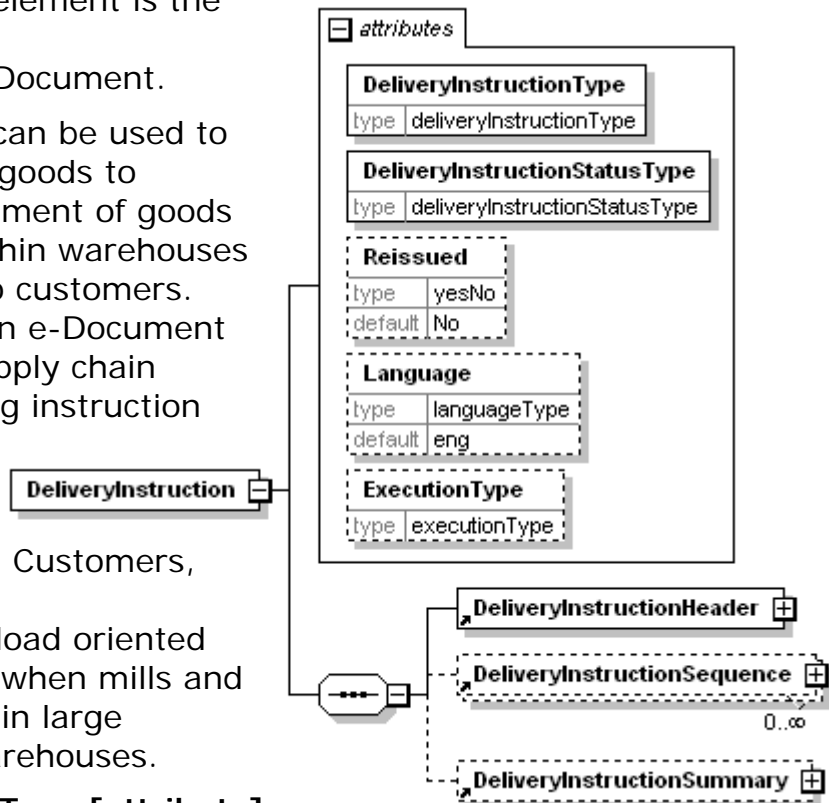 element is the
Document.
can be used to
goods to
ment of goods
hin warehouses
o customers.
n e-Document
pply chain
g instruction
Customers,
load oriented
when mills and
in large
rehouses.
attributes
DeliveryInstructionType
type deliveryInstructionType
DeliveryInstructionStatusType
type deliveryInstructionStatusType
Reissued
type yesNo
default No
Language
type languageType
default eng
ExecutionType
type executionType
DeliveryInstruction
DeliveryInstructionHeader
DeliveryInstructionSequence
0..∞
DeliveryInstructionSummary
Type [attribute]